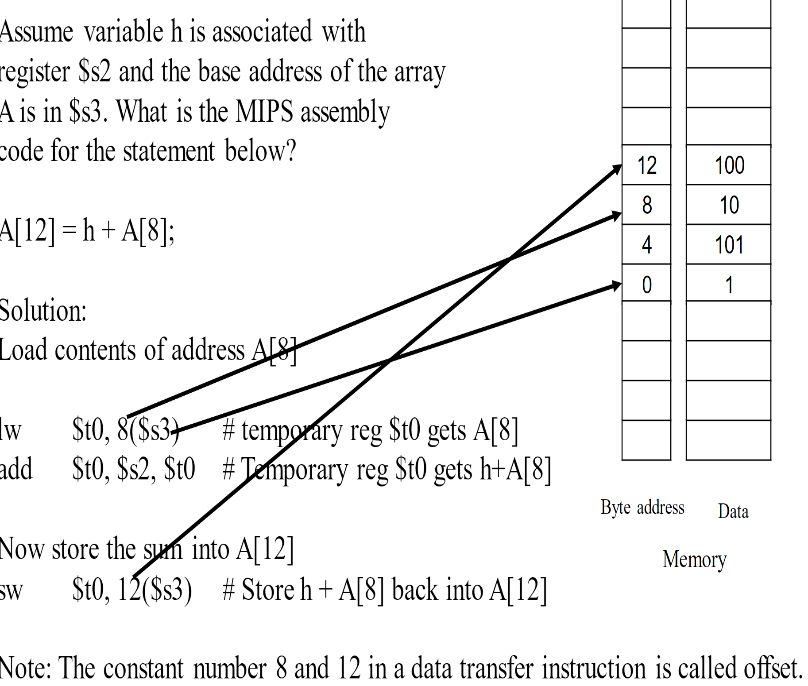 Assume variable h is associated with
register $s2 and the base address of the array
A is in $s3. What is the MIPS assembly
code for the statement below?
A[12] = h + A[8];
Solution:
Load contents of address A[8]
lw $t0, 8($s3) # temporary reg $t0 gets A[8]
add $t0, $s2, $t0 # Temporary reg $t0 gets h+A[8]
Now store the sum into A[12]
sw $t0, 12($s3) # Store h + A[8] back into A[12]
Note: The constant number 8 and 12 in a data transfer instruction is called offset.
12 100
8 10
4 101
0 1
Byte address Data
Memory